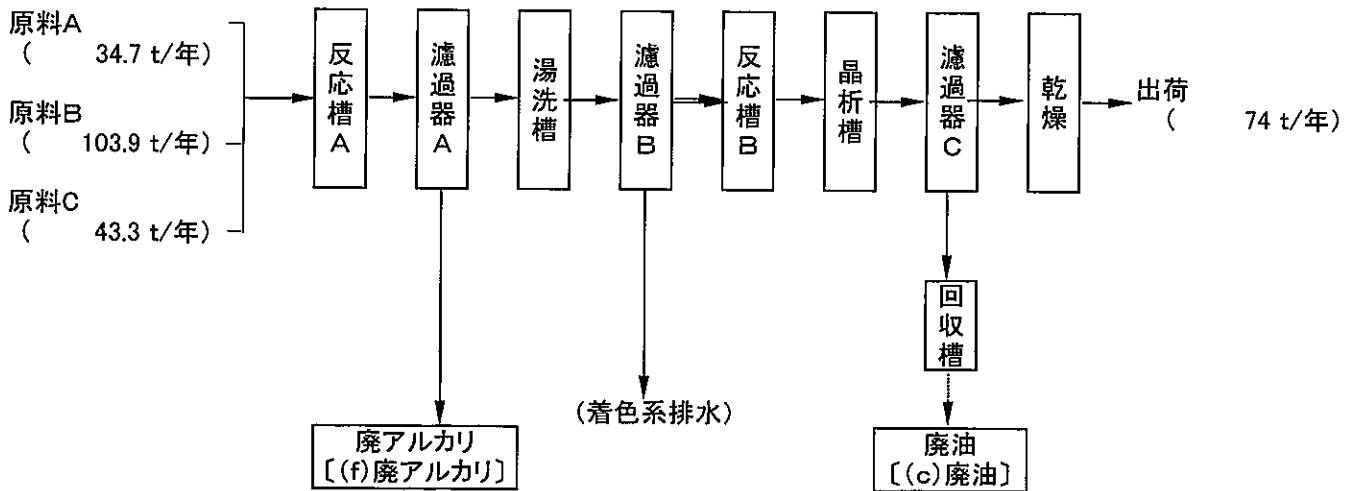 原料A
( 34.7 t/年)
原料B
( 103.9 t/年)
原料C
( 43.3 t/年)
反応槽A
濾過器A
湯洗槽
濾過器B
反応槽B
晶析槽
濾過器C
乾燥
出荷
( 74 t/年)
回収槽
(着色系排水)
廃アルカリ
〔(f)廃アルカリ〕
廃油
〔(c)廃油〕